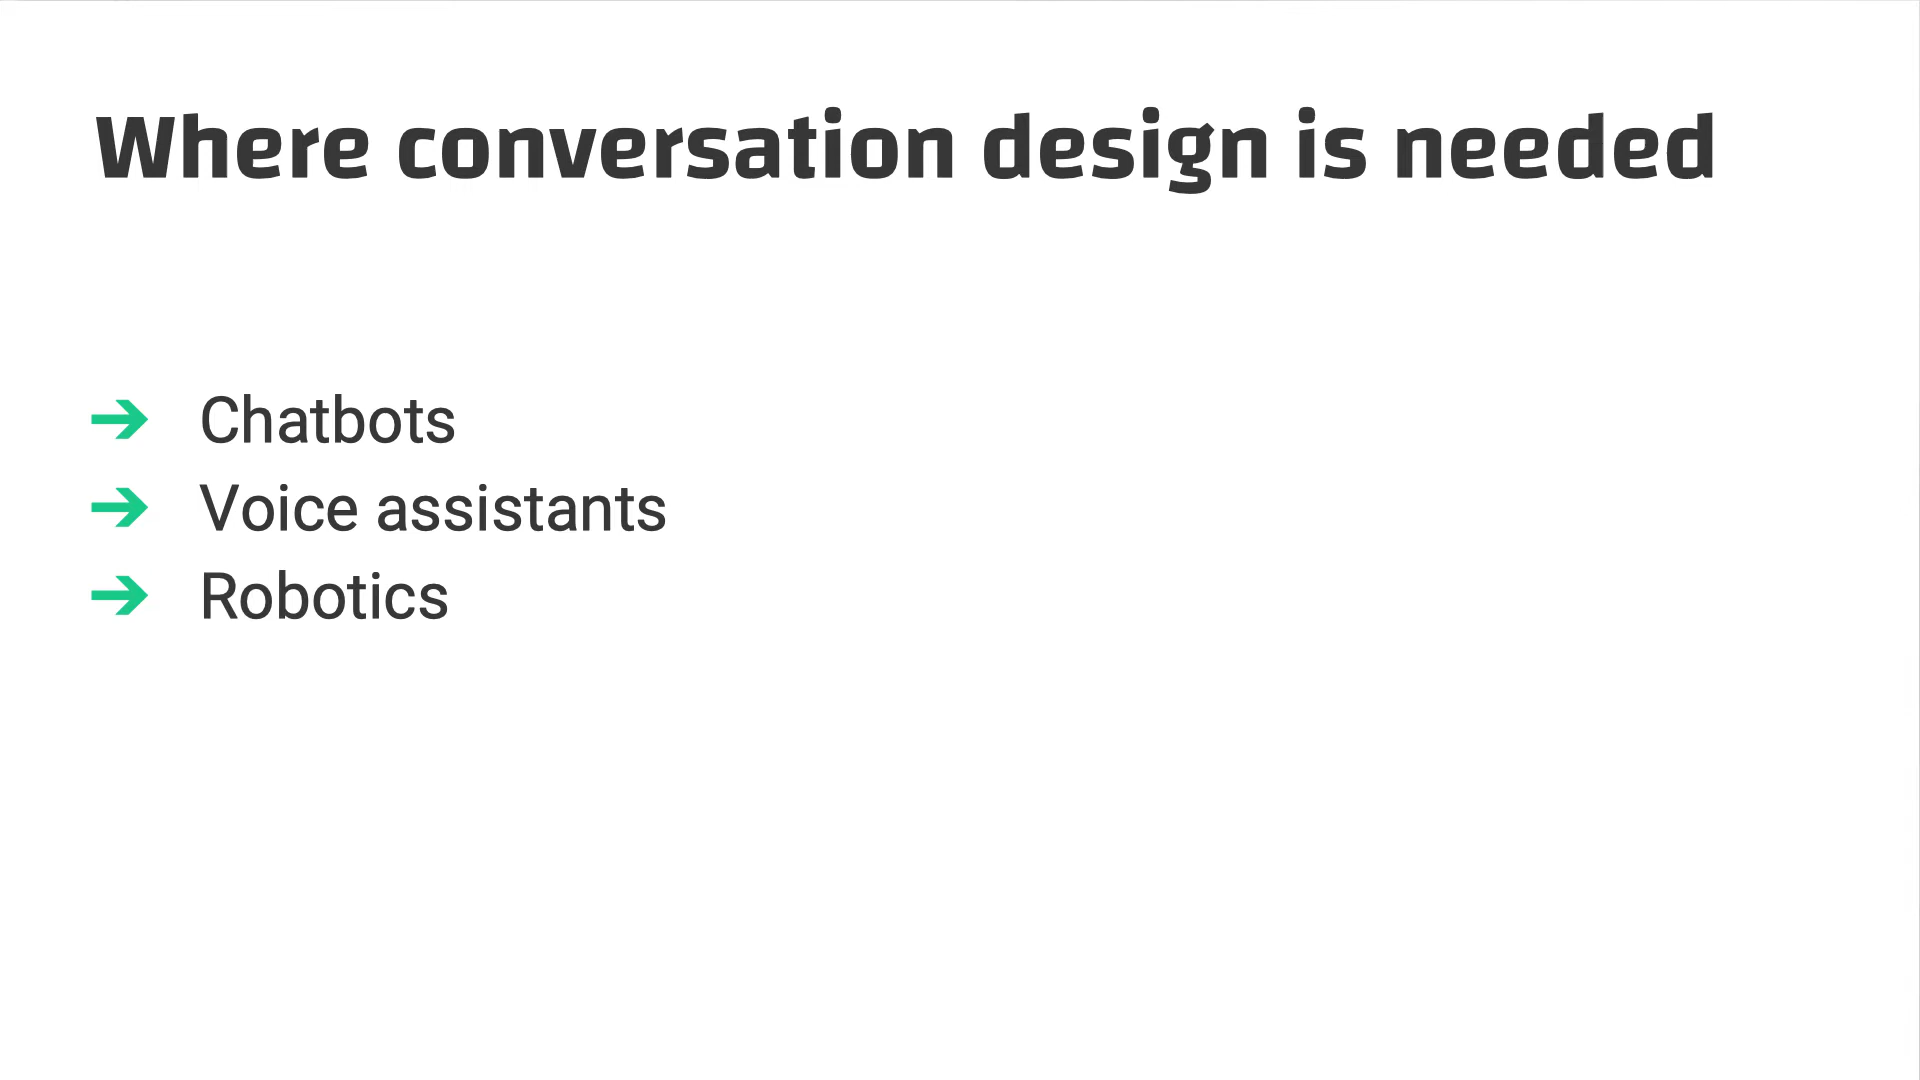 Where conversation design is needed
➔ Chatbots
➔ Voice assistants
➔ Robotics